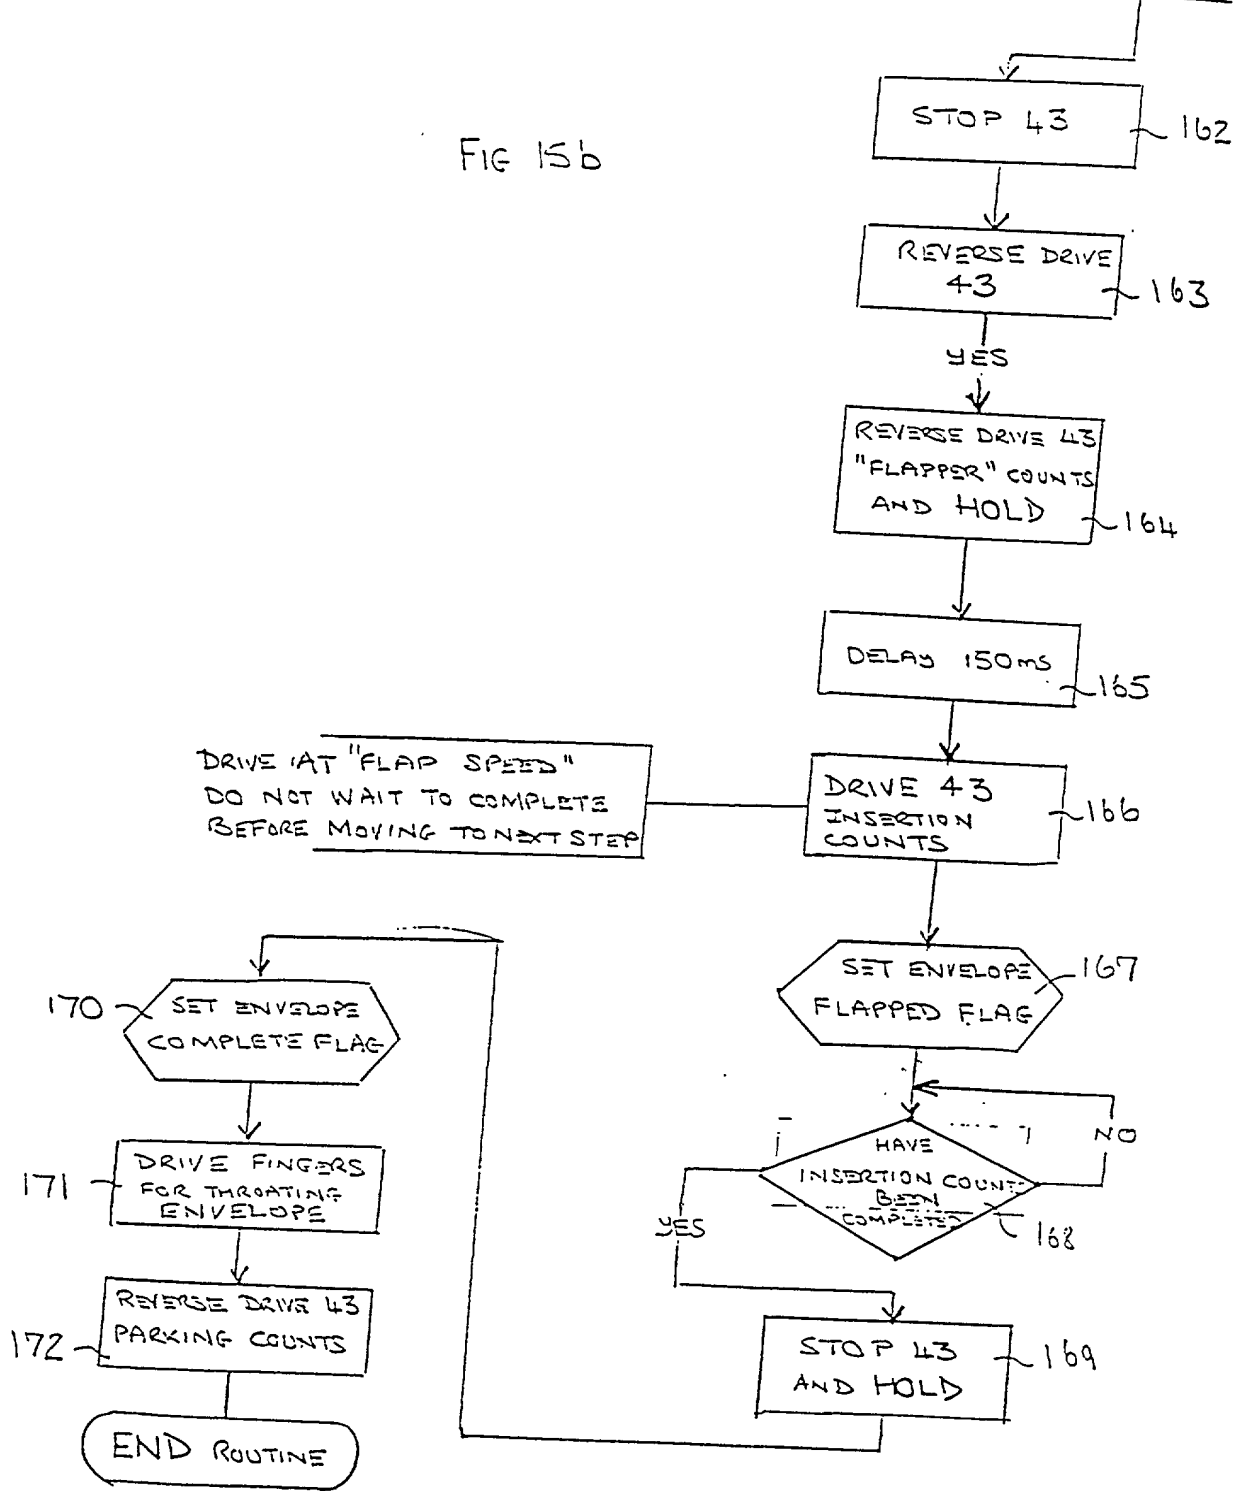 FIG 15b
STOP 43
162
REVERSE DRIVE
43
163
YES
REVERSE DRIVE 43
"FLAPPER" COUNTS
AND HOLD
164
DELAY 150ms
165
DRIVE AT "FLAP SPEED"
DO NOT WAIT TO COMPLETE
BEFORE MOVING TO NEXT STEP
DRIVE 43
INSERTION
COUNTS
166
SET ENVELOPE
FLAPPED FLAG
167
HAVE
INSERTION COUNTS
BEEN
COMPLETED
168
NO
YES
STOP 43
AND HOLD
169
170
SET ENVELOPE
COMPLETE FLAG
171
DRIVE FINGERS
FOR THROATING
ENVELOPE
172
REVERSE DRIVE 43
PARKING COUNTS
END ROUTINE